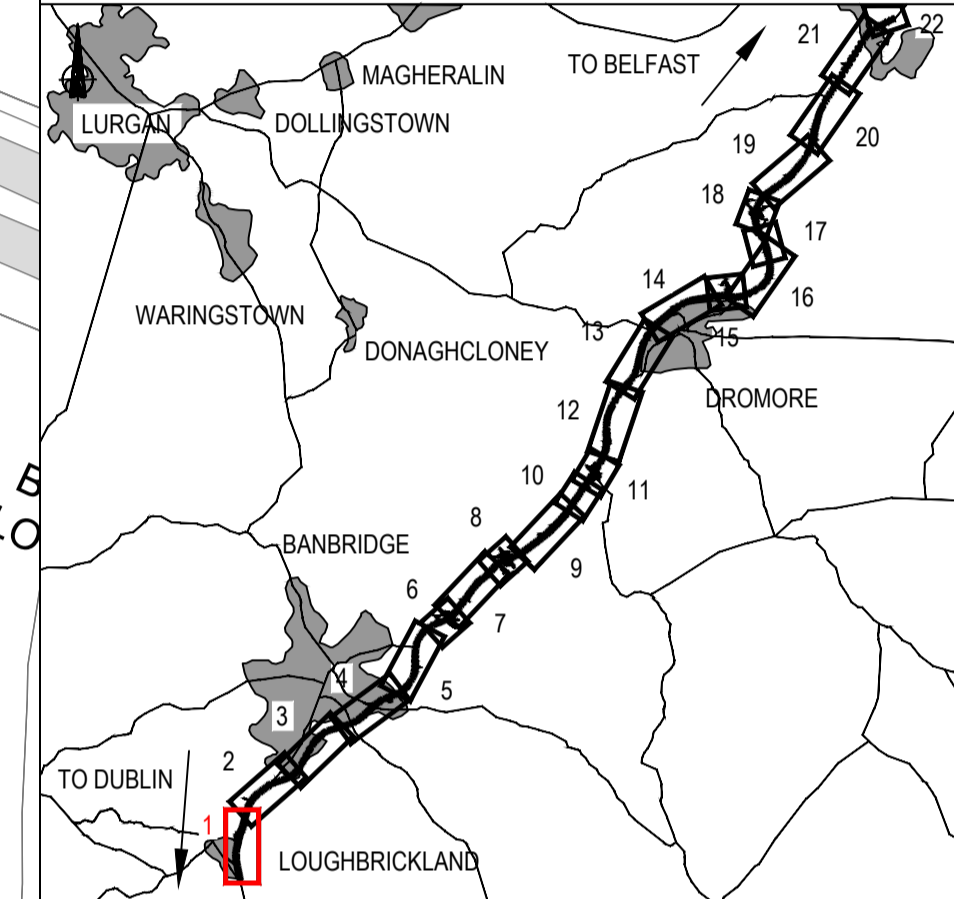 21
22
TO BELFAST
MAGHERALIN
LURGAN
DOLLINGSTOWN
20
19
18
17
WARINGSTOWN
14
16
13
15
DONAGHCLONEY
DROMORE
12
10
11
B
O
8
BANBRIDGE
9
6
7
4
5
3
2
TO DUBLIN
1
LOUGHBRICKLAND